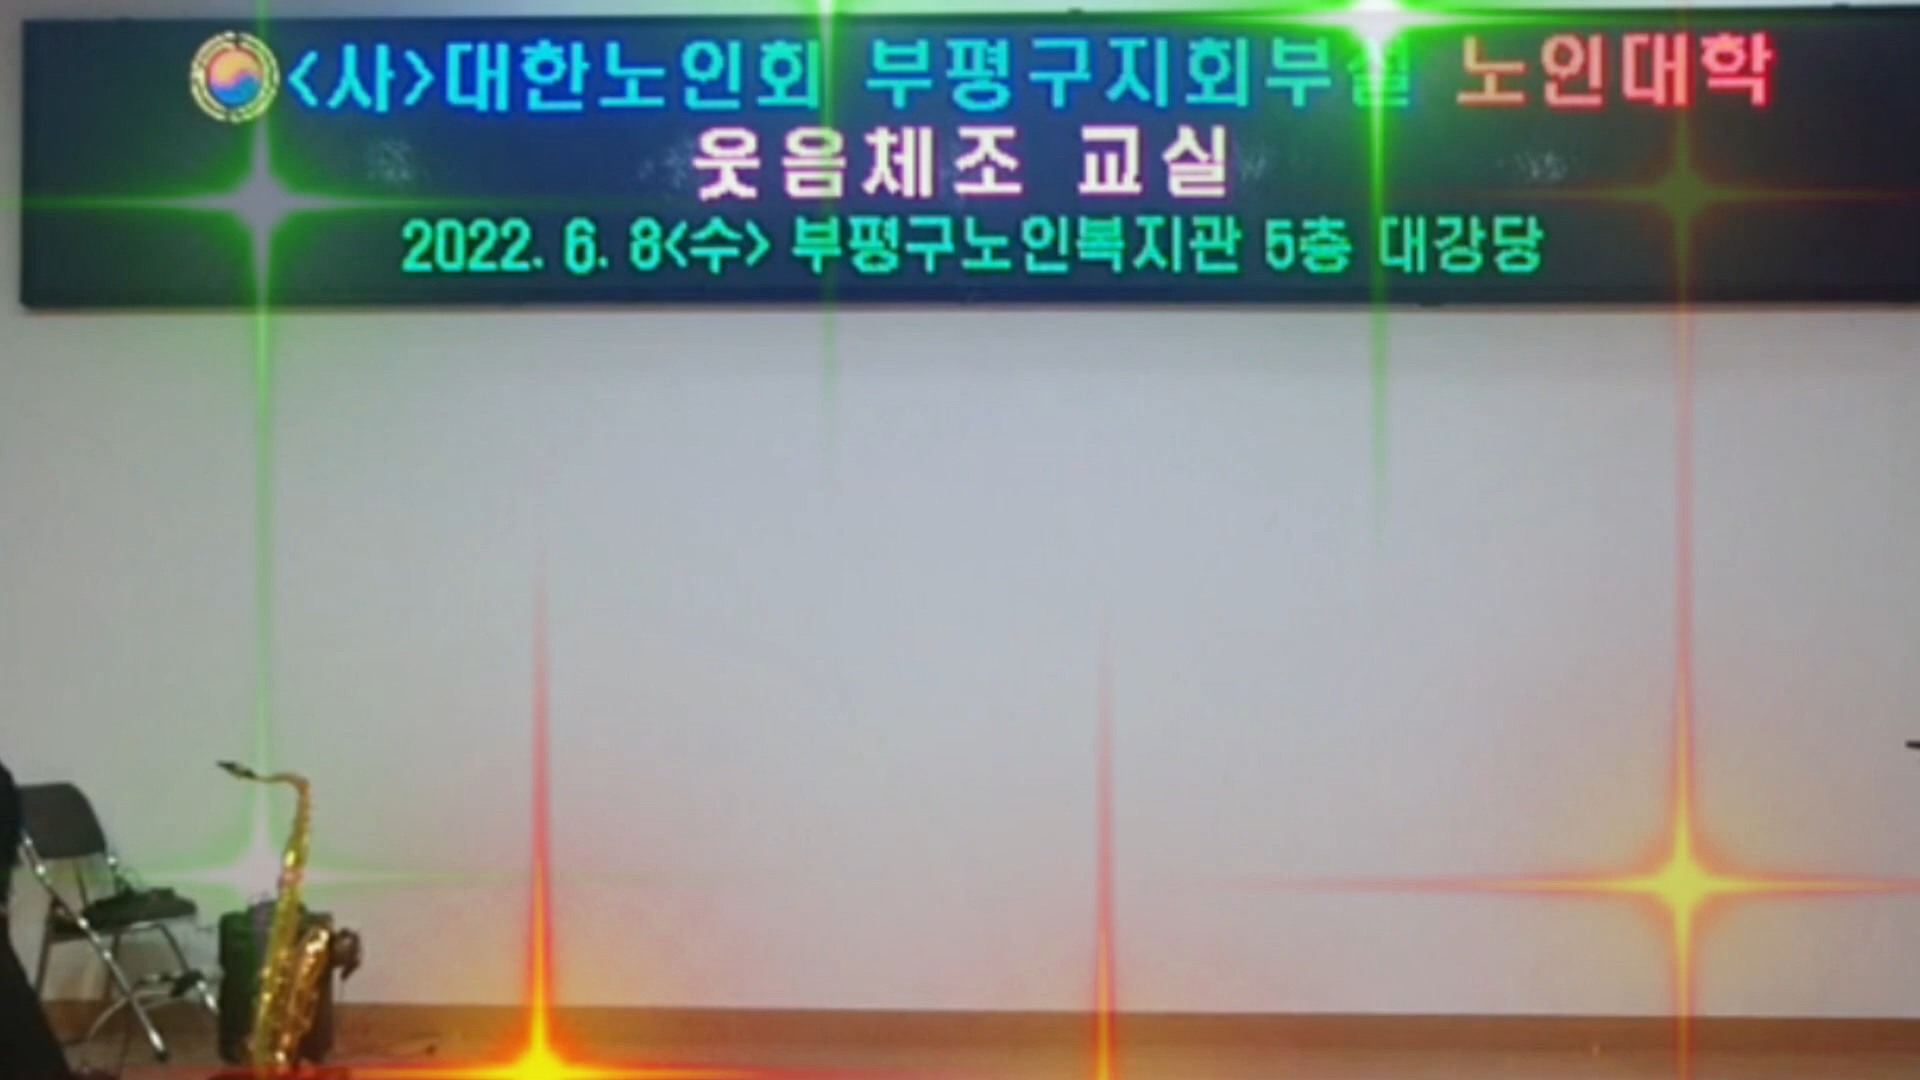 <사>대한노인회 부평구지회부설 노인대학
웃음체조 교실
2022. 6. 8<수> 부평구노인복지관 5층 대강당